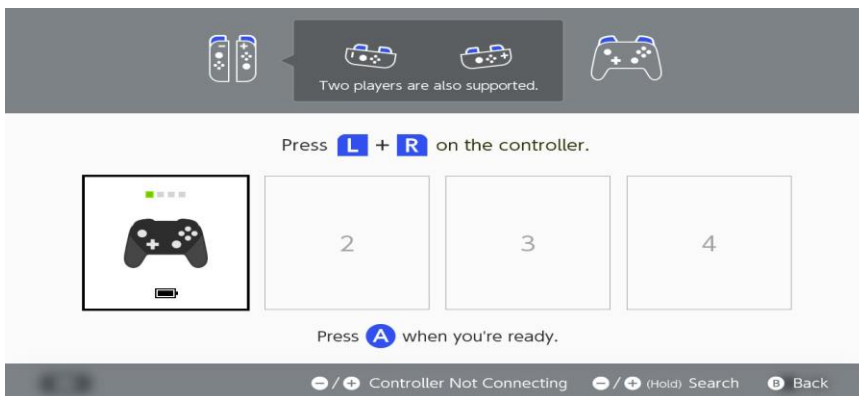 Two players are also supported.
Press L + R on the controller.
2
3
4
Press A when you're ready.
-/+ Controller Not Connecting -/+ (Hold) Search B Back